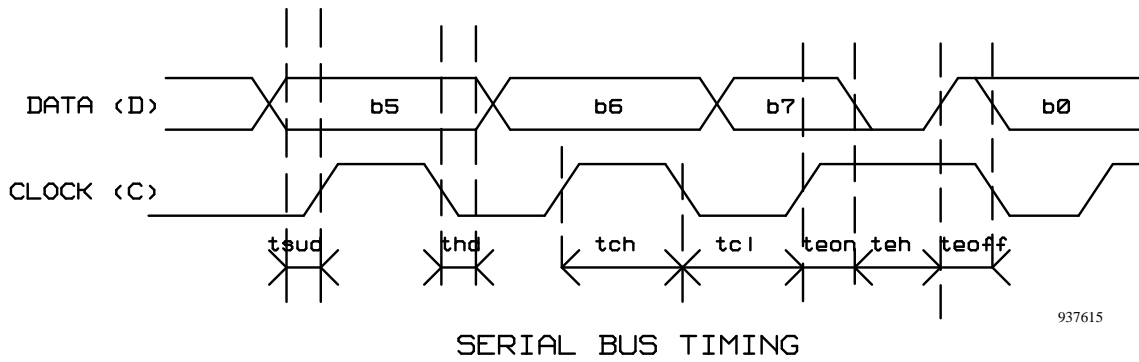 DATA (D)
b5
b6
b7
b0
CLOCK (C)
tsud
thd
tch
tcl
teon
teh
teoff
937615
SERIAL BUS TIMING